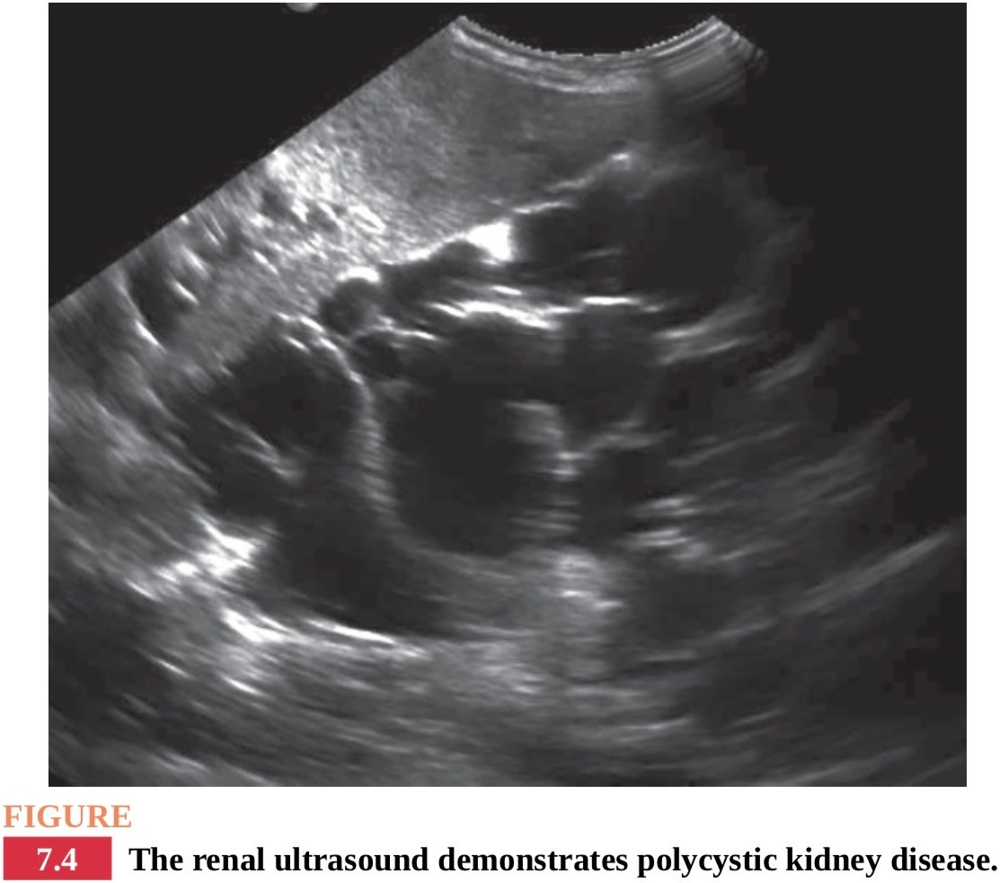 FIGURE
7.4 The renal ultrasound demonstrates polycystic kidney disease.